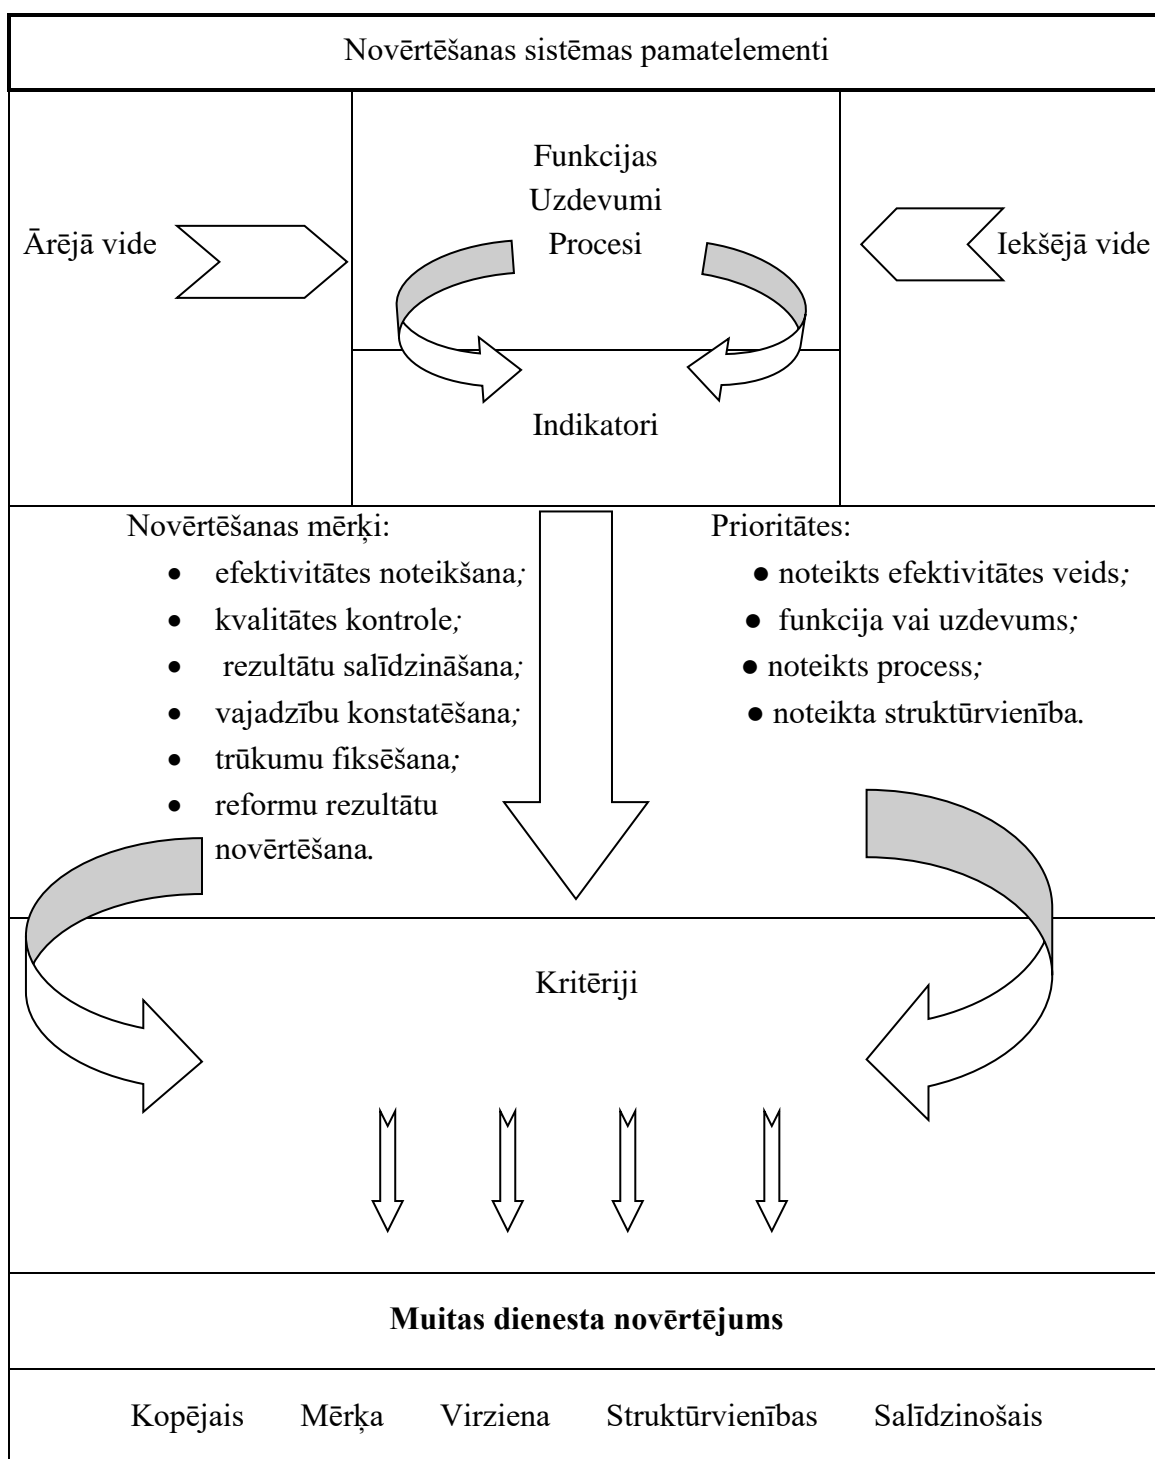 Novērtēšanas sistēmas pamatelementi
Funkcijas
Uzdevumi
Ārējā vide
Procesi
Iekšējā vide
Indikatori
Novērtēšanas mērķi:
● efektivitātes noteikšana;
● kvalitātes kontrole;
● rezultātu salīdzināšana;
● vajadzību konstatēšana;
● trūkumu fiksēšana;
● reformu rezultātu
novērtēšana.
Prioritātes:
● noteikts efektivitātes veids;
● funkcija vai uzdevums;
● noteikts process;
● noteikta struktūrvienība.
Kritēriji
Muitas dienesta novērtējums
Kopējais Mērķa Virziena Struktūrvienības Salīdzinošais